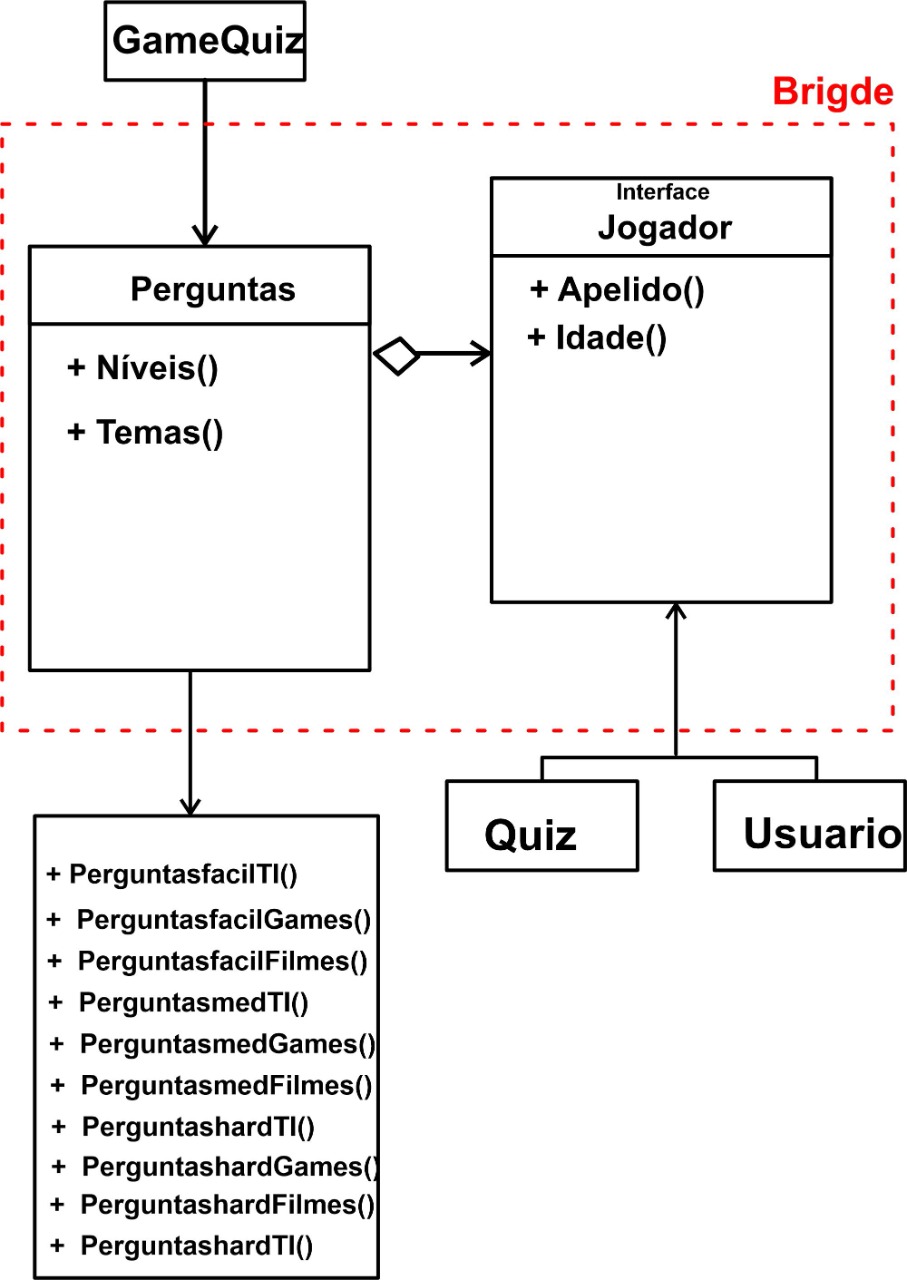 GameQuiz
Brigde
Interface
Jogador
+ Apelido()
+ Idade()
Perguntas
+ Níveis()
+ Temas()
Quiz
Usuario
+ PerguntasfacilTI()
+ PerguntasfacilGames()
+ PerguntasfacilFilmes()
+ PerguntasmedTI()
+ PerguntasmedGames()
+ PerguntasmedFilmes()
+ PerguntashardTI()
+ PerguntashardGames()
+ PerguntashardFilmes()
+ PerguntashardTI()